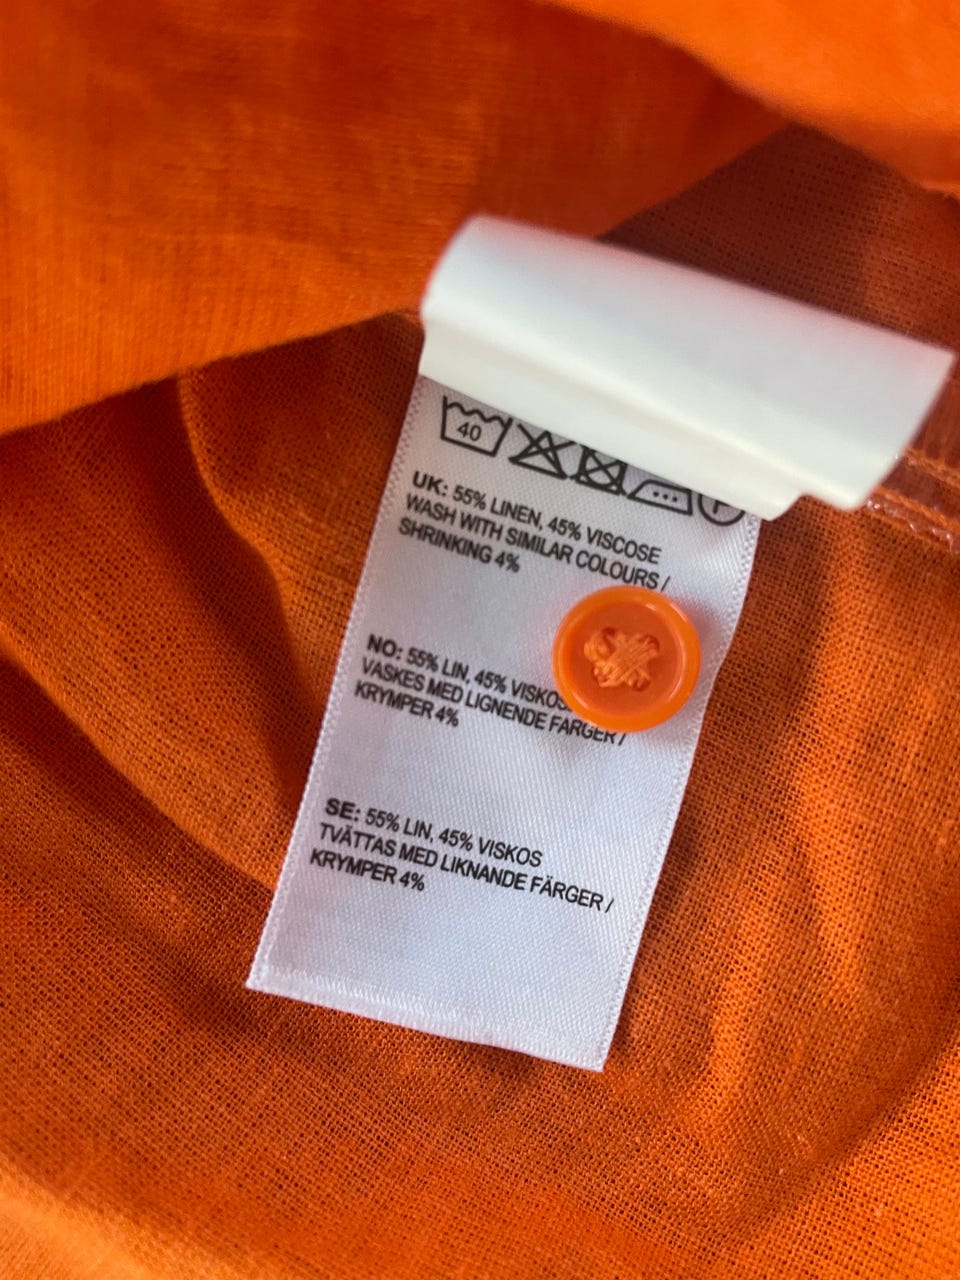 40
UK: 55% LINEN, 45% VISCOSE
WASH WITH SIMILAR COLOURS /
SHRINKING 4%
NO: 55% LIN, 45%
VASKES MED LIGNENDE FARGER /
KRYMPER 4%
SE: 55% LIN, 45% VISKOS
TVÄTTAS MED LIKNANDE FÄRGER /
KRYMPER 4%